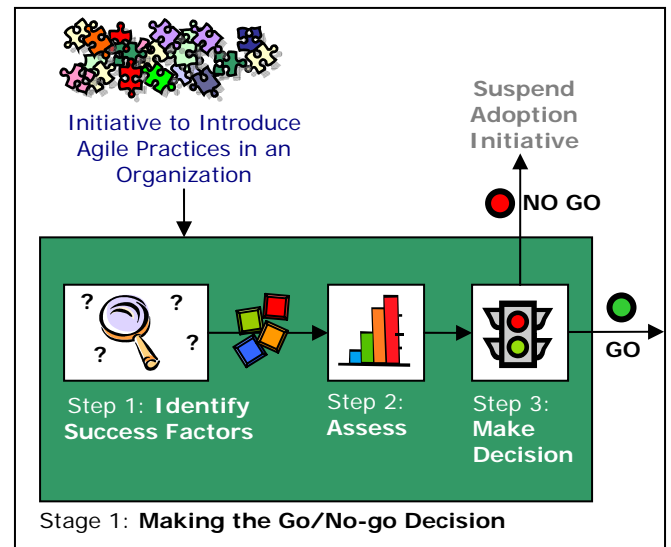 Initiative to Introduce
Agile Practices in an
Organization
Suspend
Adoption
Initiative
NO GO
GO
? ? ? ?
Step 1: Identify
Success Factors
Step 2:
Assess
Step 3:
Make
Decision
Stage 1: Making the Go/No-go Decision